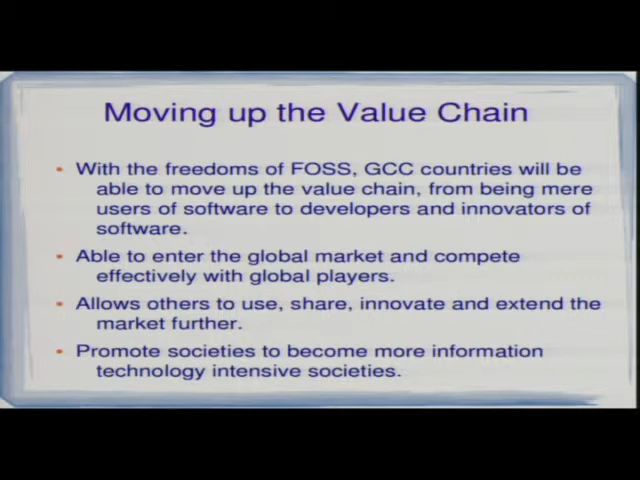 Moving up the Value Chain
• With the freedoms of FOSS, GCC countries will be
able to move up the value chain, from being mere
users of software to developers and innovators of
software.
• Able to enter the global market and compete
effectively with global players.
• Allows others to use, share, innovate and extend the
market further.
• Promote societies to become more information
technology intensive societies.